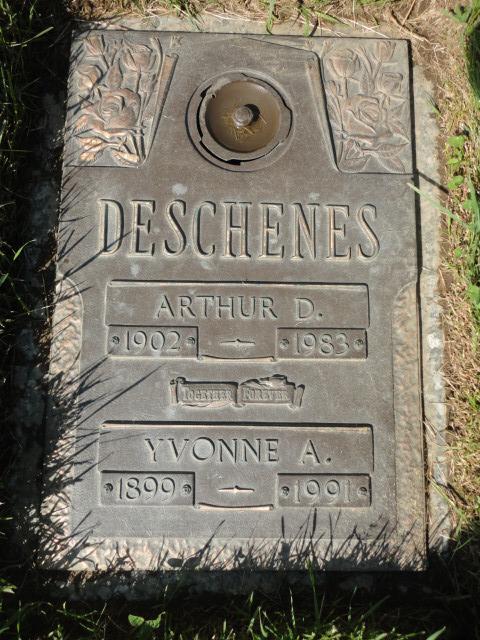 DESCHENES
ARTHUR D.
1902 – 1983
TOGETHER FOREVER
YVONNE A.
1899 – 1991